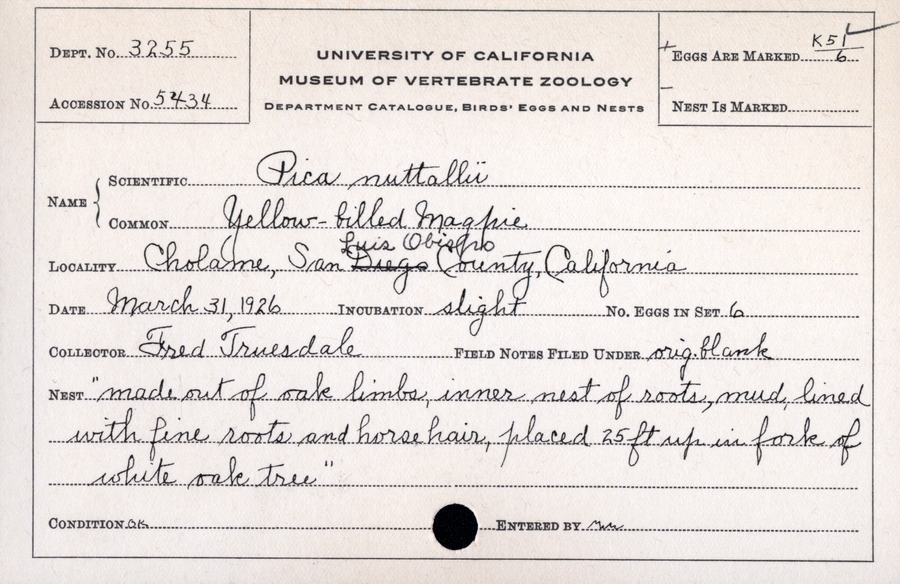 DEPT. No. 3255
ACCESSION No. 5434
UNIVERSITY OF CALIFORNIA
MUSEUM OF VERTEBRATE ZOOLOGY
DEPARTMENT CATALOGUE, BIRDS' EGGS AND NESTS
+ EGGS ARE MARKED K51/6
– NEST IS MARKED
NAME
SCIENTIFIC Pica nuttallii
COMMON Yellow-billed Magpie
Luis Obispo
LOCALITY Cholame, San Diego County, California
DATE March 31, 1926 INCUBATION slight No. EGGS IN SET 6
COLLECTOR Fred Truesdale FIELD NOTES FILED UNDER orig. blank
NEST "made out of oak limbs, inner nest of roots, mud, lined
with fine roots and horse hair, placed 25 ft up in fork of
white oak tree"
CONDITION OK ENTERED BY